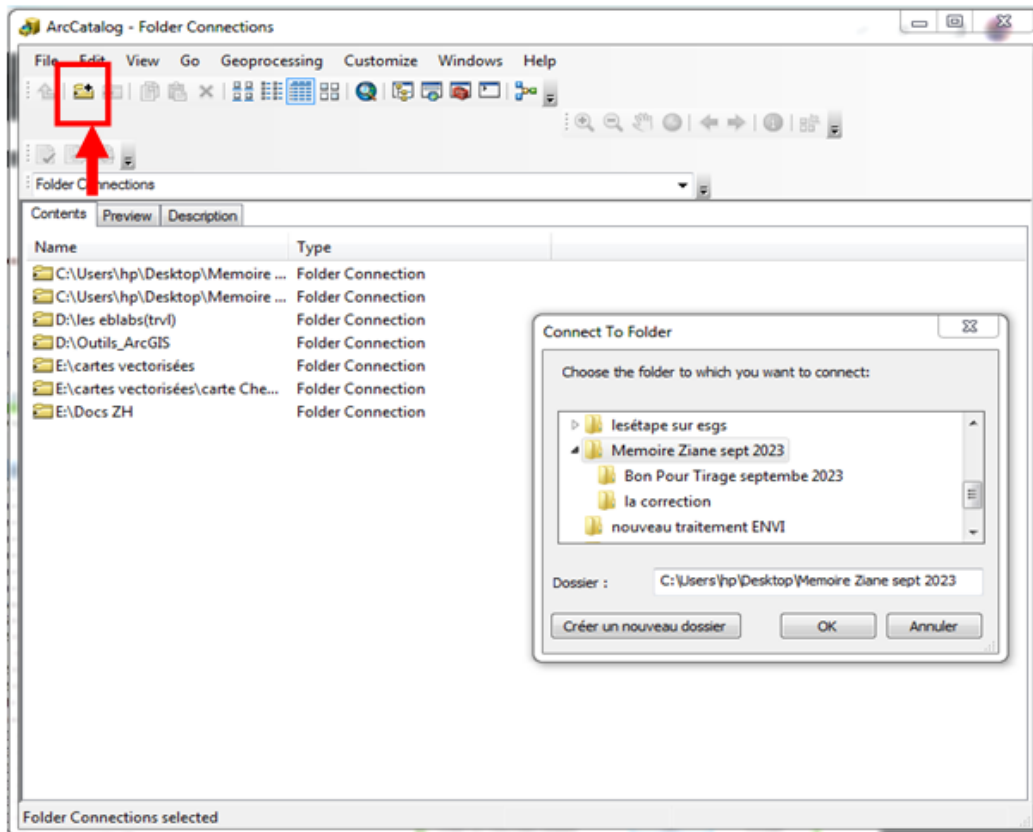 ArcCatalog - Folder Connections
File Edit View Go Geoprocessing Customize Windows Help
Folder Connections
Contents Preview Description
Name Type
C:\Users\hp\Desktop\Memoire ... Folder Connection
C:\Users\hp\Desktop\Memoire ... Folder Connection
D:\les eblabs(trvl) Folder Connection
D:\Outils_ArcGIS Folder Connection
E:\cartes vectorisées Folder Connection
E:\cartes vectorisées\carte Che... Folder Connection
E:\Docs ZH Folder Connection
Connect To Folder
Choose the folder to which you want to connect:
lesétape sur esgs
Memoire Ziane sept 2023
Bon Pour Tirage septembe 2023
la correction
nouveau traitement ENVI
Dossier : C:\Users\hp\Desktop\Memoire Ziane sept 2023
Créer un nouveau dossier OK Annuler
Folder Connections selected